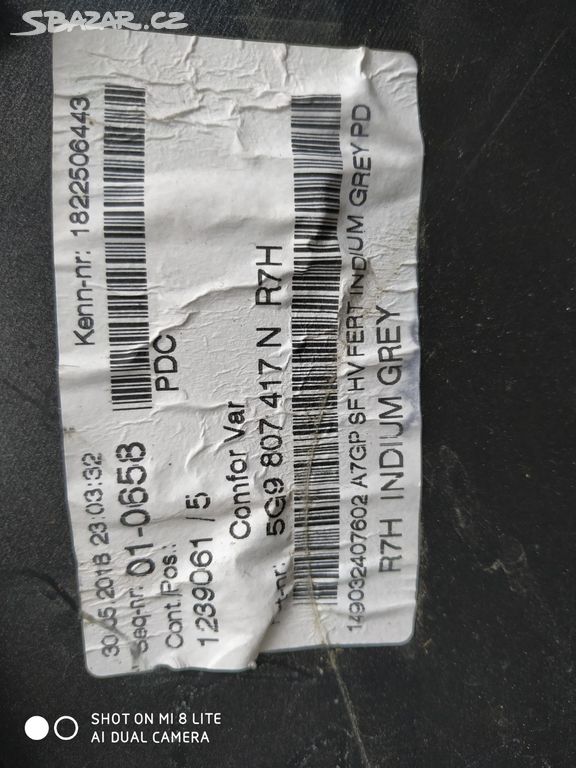 SBAZAR.CZ
30.05.2018 23:03:32 Kenn-nr: 1822506443
Seq-nr: 01-0658
PDC
Cont.Pos.:
1239061 /5
Comfor Var
5G9 807 417 N R7H
149032407602 A7GP SF HV FERT INDIUM GREY PD
R7H INDIUM GREY
SHOT ON MI 8 LITE
AI DUAL CAMERA